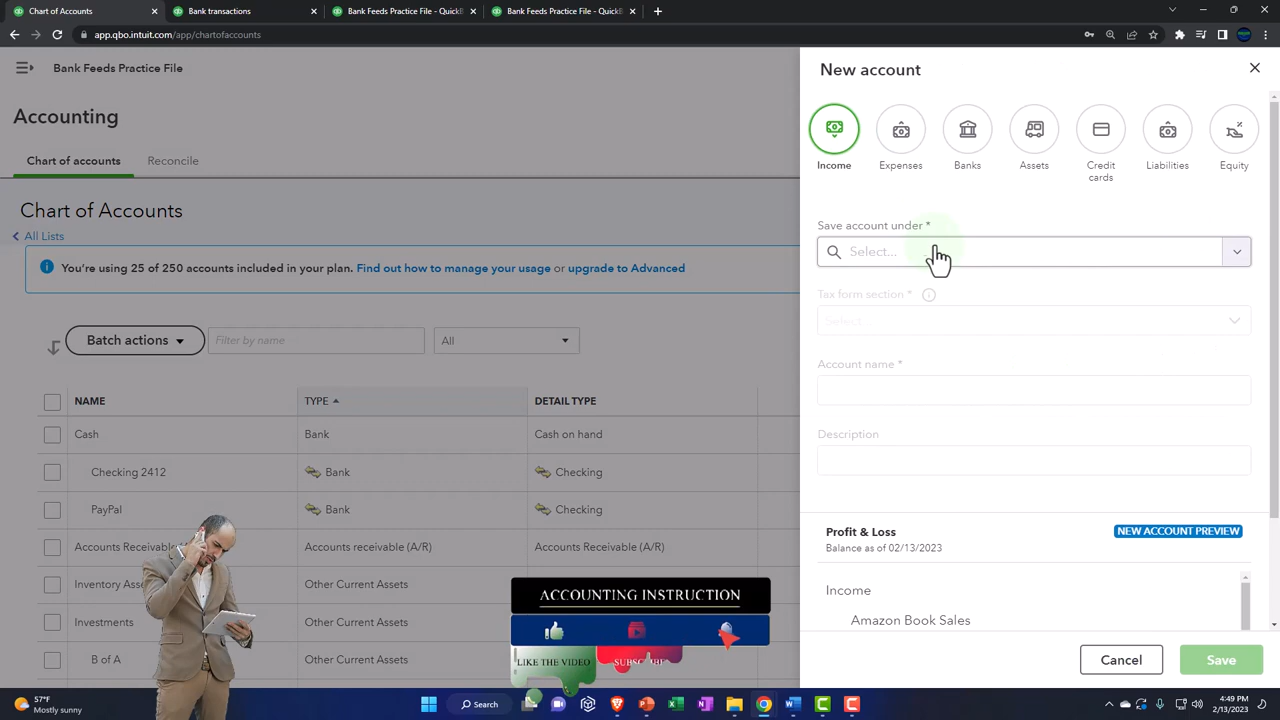 Chart of Accounts
Bank transactions
Bank Feeds Practice File - QuickB
Bank Feeds Practice File - QuickB
app.qbo.intuit.com/app/chartofaccounts
Bank Feeds Practice File
Accounting
Chart of accounts
Reconcile
Chart of Accounts
All Lists
You're using 25 of 250 accounts included in your plan. Find out how to manage your usage or upgrade to Advanced
Batch actions
Filter by name
All
NAME
TYPE
DETAIL TYPE
Cash
Bank
Cash on hand
Checking 2412
Bank
Checking
PayPal
Bank
Checking
Accounts Receivable
Accounts receivable (A/R)
Accounts Receivable (A/R)
Inventory Ass
Other Current Assets
Investments
Other Current Assets
B of A
Other Current Assets
New account
Income
Expenses
Banks
Assets
Credit cards
Liabilities
Equity
Save account under *
Select...
Tax form section *
Select
Account name *
Description
Profit & Loss
NEW ACCOUNT PREVIEW
Balance as of 02/13/2023
Income
Amazon Book Sales
Cancel
Save
ACCOUNTING INSTRUCTION
LIKE THE VIDEO
57°F
Mostly sunny
Search
4:49 PM
2/13/2023